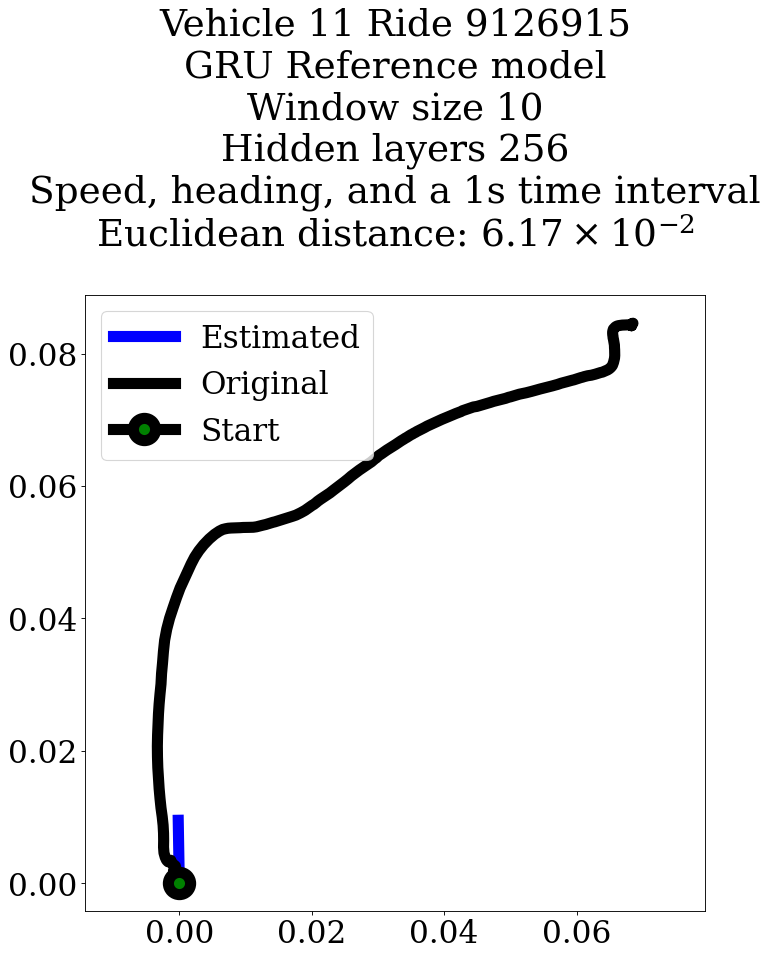 Vehicle 11 Ride 9126915
GRU Reference model
Window size 10
Hidden layers 256
Speed, heading, and a 1s time interval
Euclidean distance: 6.17 × 10⁻²
Estimated
Original
Start
0.08
0.06
0.04
0.02
0.00
0.00 0.02 0.04 0.06